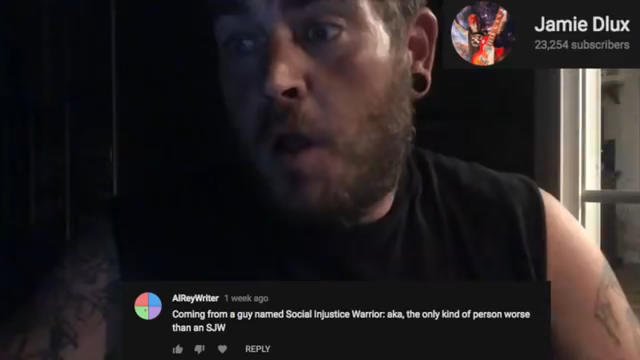 Jamie Dlux
23,254 subscribers
AlReyWriter 1 week ago
Coming from a guy named Social Injustice Warrior: aka, the only kind of person worse
than an SJW
REPLY